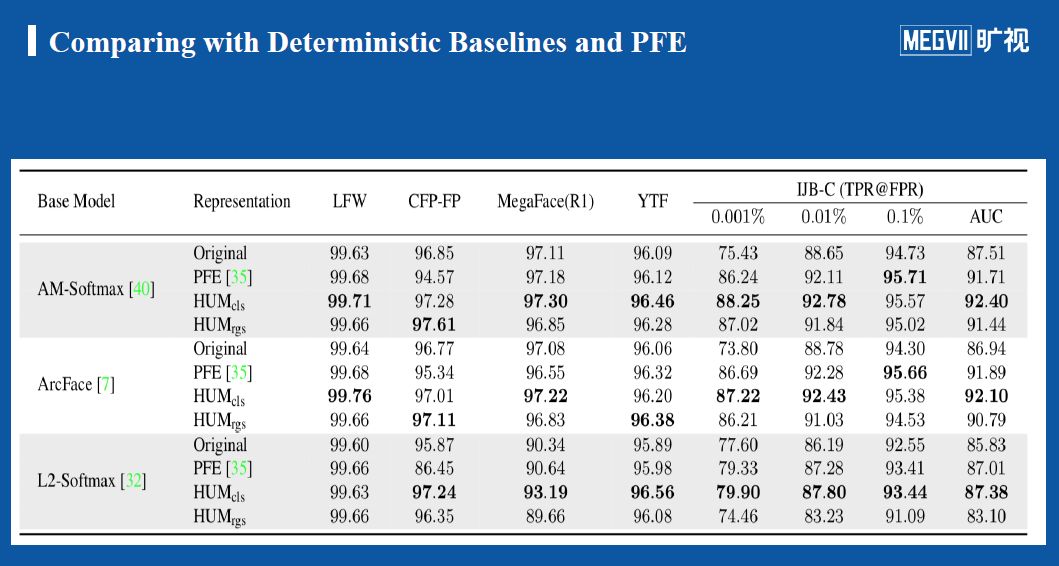 Comparing with Deterministic Baselines and PFE
MEGVII 旷视
Base Model Representation LFW CFP-FP MegaFace(R1) YTF IJB-C (TPR@FPR)
0.001% 0.01% 0.1% AUC
Original 99.63 96.85 97.11 96.09 75.43 88.65 94.73 87.51
PFE [35] 99.68 94.57 97.18 96.12 86.24 92.11 95.71 91.71
AM-Softmax [40]
HUMcls 99.71 97.28 97.30 96.46 88.25 92.78 95.57 92.40
HUMrgs 99.66 97.61 96.85 96.28 87.02 91.84 95.02 91.44
Original 99.64 96.77 97.08 96.06 73.80 88.78 94.30 86.94
PFE [35] 99.68 95.34 96.55 96.32 86.69 92.28 95.66 91.89
ArcFace [7]
HUMcls 99.76 97.01 97.22 96.20 87.22 92.43 95.38 92.10
HUMrgs 99.66 97.11 96.83 96.38 86.21 91.03 94.53 90.79
Original 99.60 95.87 90.34 95.89 77.60 86.19 92.55 85.83
PFE [35] 99.66 86.45 90.64 95.98 79.33 87.28 93.41 87.01
L2-Softmax [32]
HUMcls 99.63 97.24 93.19 96.56 79.90 87.80 93.44 87.38
HUMrgs 99.66 96.35 89.66 96.08 74.46 83.23 91.09 83.10